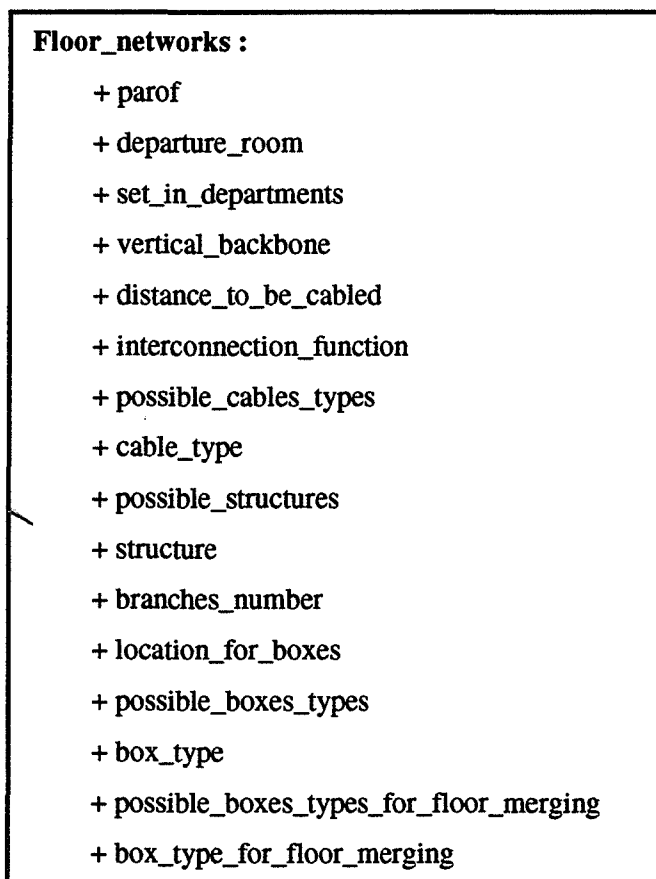 Floor_networks :
+ parof
+ departure_room
+ set_in_departments
+ vertical_backbone
+ distance_to_be_cabled
+ interconnection_function
+ possible_cables_types
+ cable_type
+ possible_structures
+ structure
+ branches_number
+ location_for_boxes
+ possible_boxes_types
+ box_type
+ possible_boxes_types_for_floor_merging
+ box_type_for_floor_merging